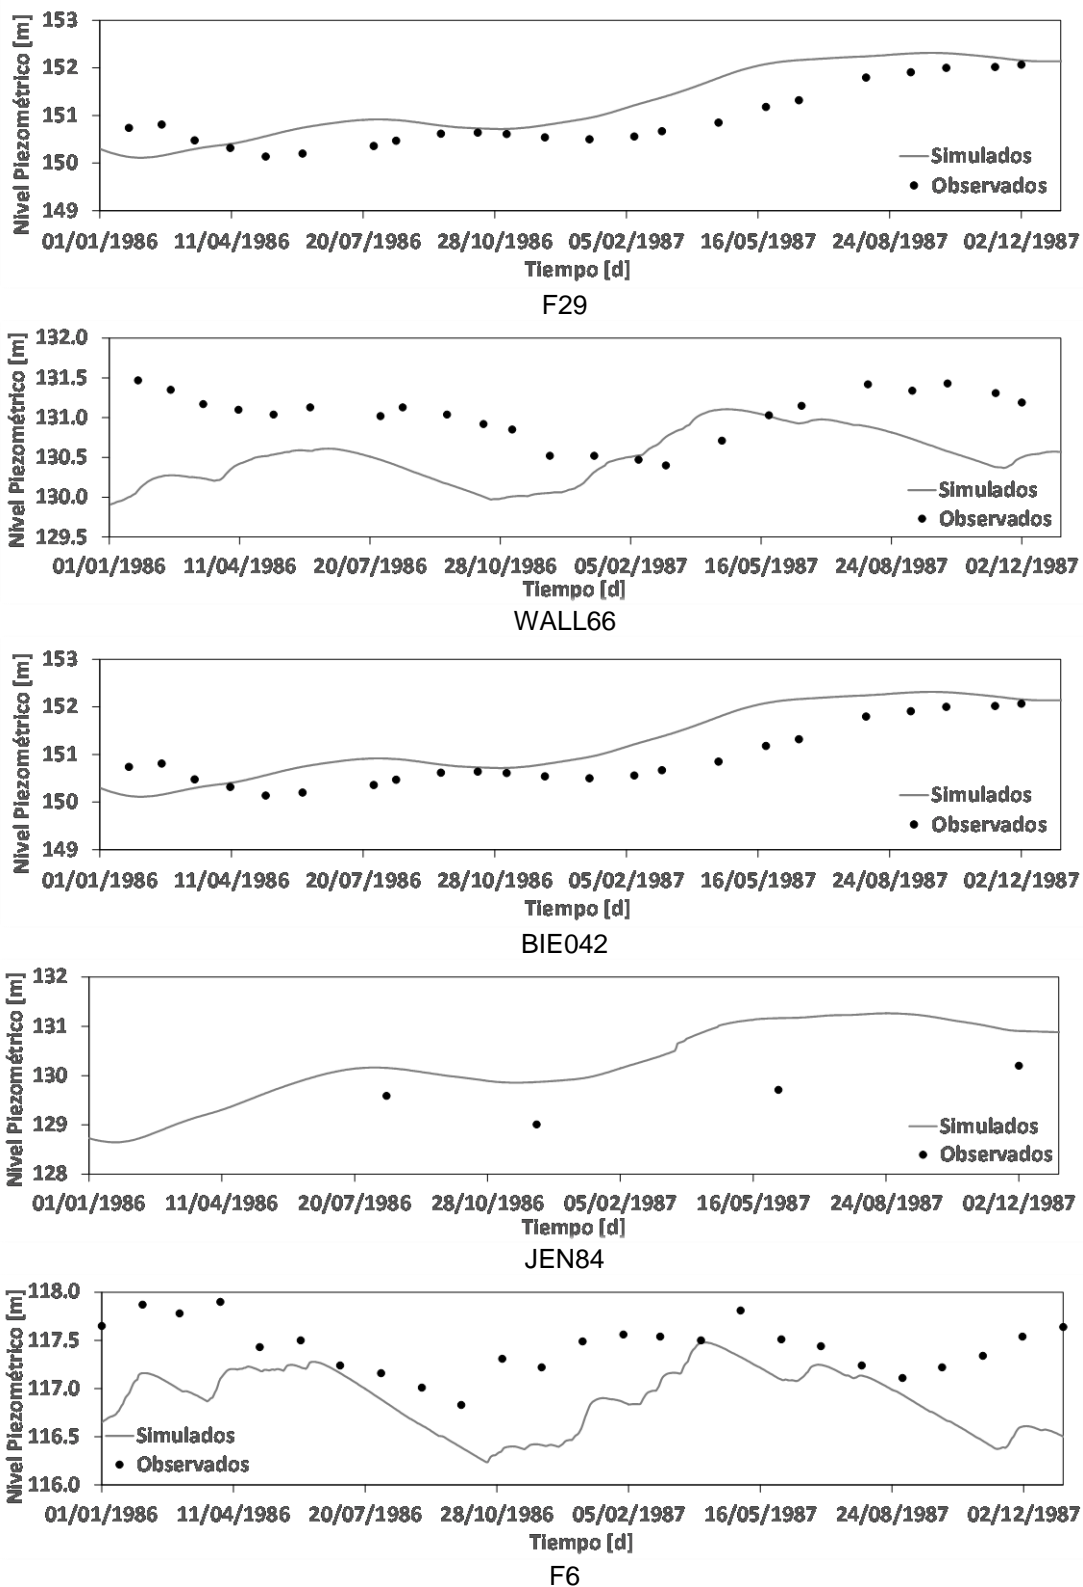 Nivel Piezométrico [m]
153
152
151
150
149
Simulados
Observados
01/01/1986 11/04/1986 20/07/1986 28/10/1986 05/02/1987 16/05/1987 24/08/1987 02/12/1987
Tiempo [d]
F29
Nivel Piezométrico [m]
132.0
131.5
131.0
130.5
130.0
129.5
Simulados
Observados
01/01/1986 11/04/1986 20/07/1986 28/10/1986 05/02/1987 16/05/1987 24/08/1987 02/12/1987
Tiempo [d]
WALL66
Nivel Piezométrico [m]
153
152
151
150
149
Simulados
Observados
01/01/1986 11/04/1986 20/07/1986 28/10/1986 05/02/1987 16/05/1987 24/08/1987 02/12/1987
Tiempo [d]
BIE042
Nivel Piezométrico [m]
132
131
130
129
128
Simulados
Observados
01/01/1986 11/04/1986 20/07/1986 28/10/1986 05/02/1987 16/05/1987 24/08/1987 02/12/1987
Tiempo [d]
JEN84
Nivel Piezométrico [m]
118.0
117.5
117.0
116.5
116.0
Simulados
Observados
01/01/1986 11/04/1986 20/07/1986 28/10/1986 05/02/1987 16/05/1987 24/08/1987 02/12/1987
Tiempo [d]
F6